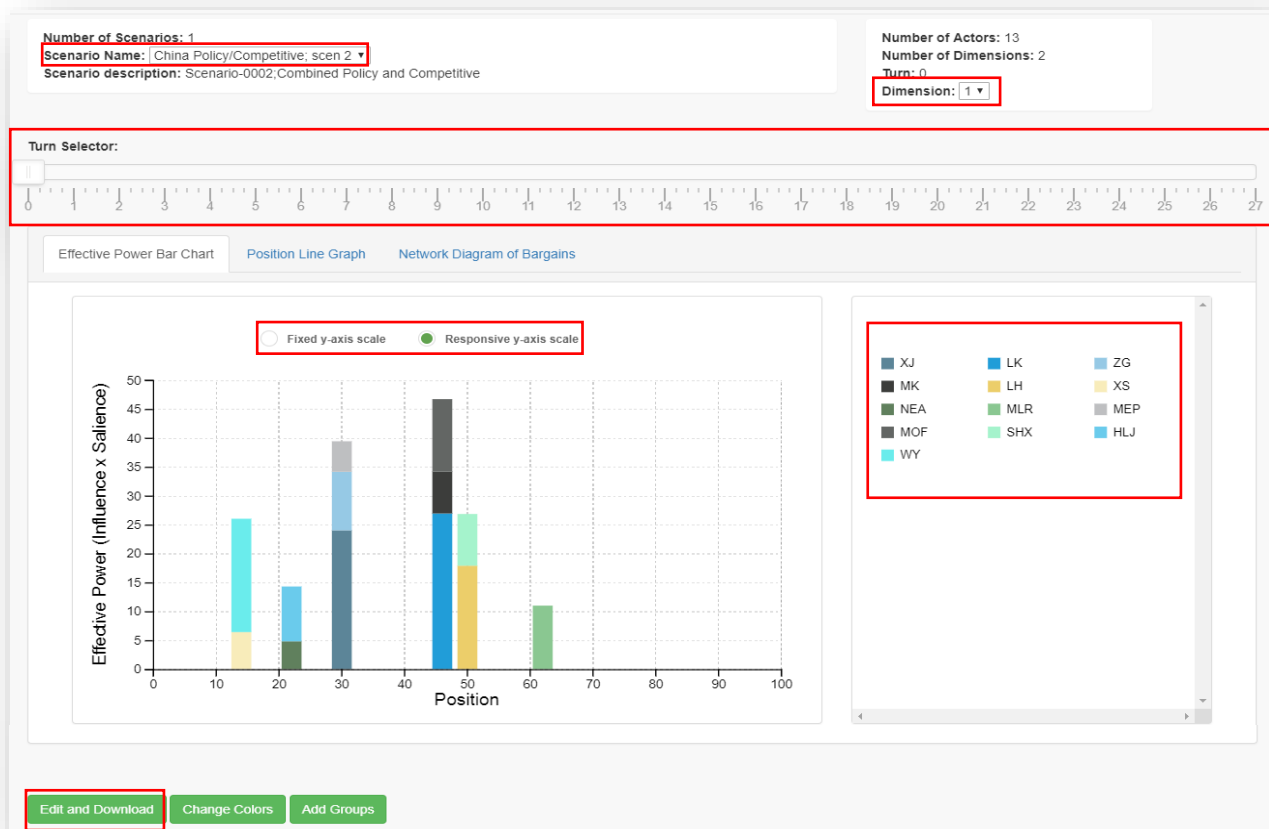 Number of Scenarios: 1
Scenario Name: China Policy/Competitive; scen 2
Scenario description: Scenario-0002;Combined Policy and Competitive
Number of Actors: 13
Number of Dimensions: 2
Turn: 0
Dimension: 1
Turn Selector:
0 1 2 3 4 5 6 7 8 9 10 11 12 13 14 15 16 17 18 19 20 21 22 23 24 25 26 27
Effective Power Bar Chart Position Line Graph Network Diagram of Bargains
Fixed y-axis scale Responsive y-axis scale
Effective Power (Influence x Salience)
50
45
40
35
30
25
20
15
10
5
0
0 10 20 30 40 50 60 70 80 90 100
Position
XJ LK ZG
MK LH XS
NEA MLR MEP
MOF SHX HLJ
WY
Edit and Download Change Colors Add Groups